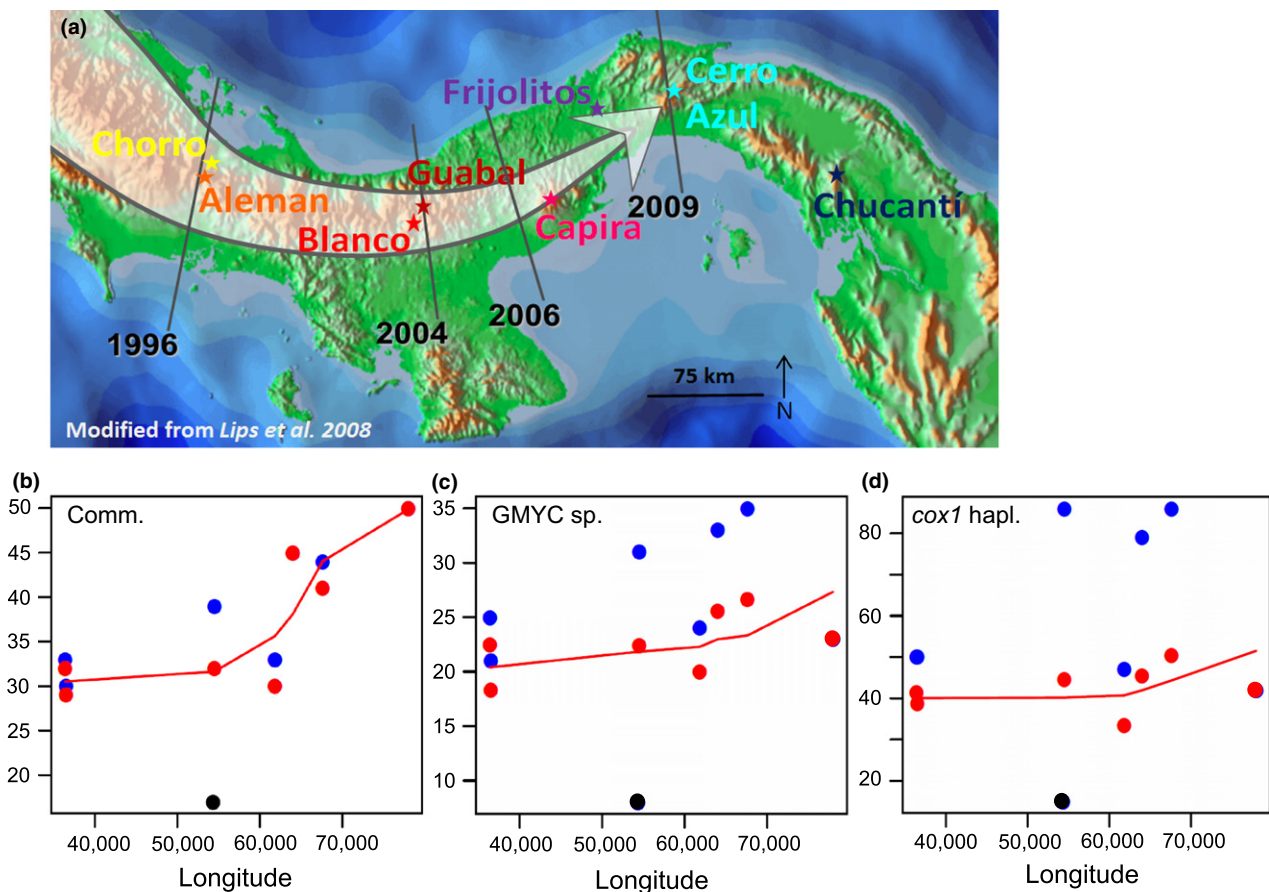 (a)
Cerro
Azul
Frijolitos
Chorro
Guabal
Aleman
Chucantí
2009
Capira
Blanco
2006
2004
1996
75 km
N
Modified from Lips et al. 2008
(b)
(c)
(d)
Comm.
50
45
40
35
30
25
20
40,000 50,000 60,000 70,000
Longitude
GMYC sp.
35
30
25
20
15
10
40,000 50,000 60,000 70,000
Longitude
cox1 hapl.
80
60
40
20
40,000 50,000 60,000 70,000
Longitude